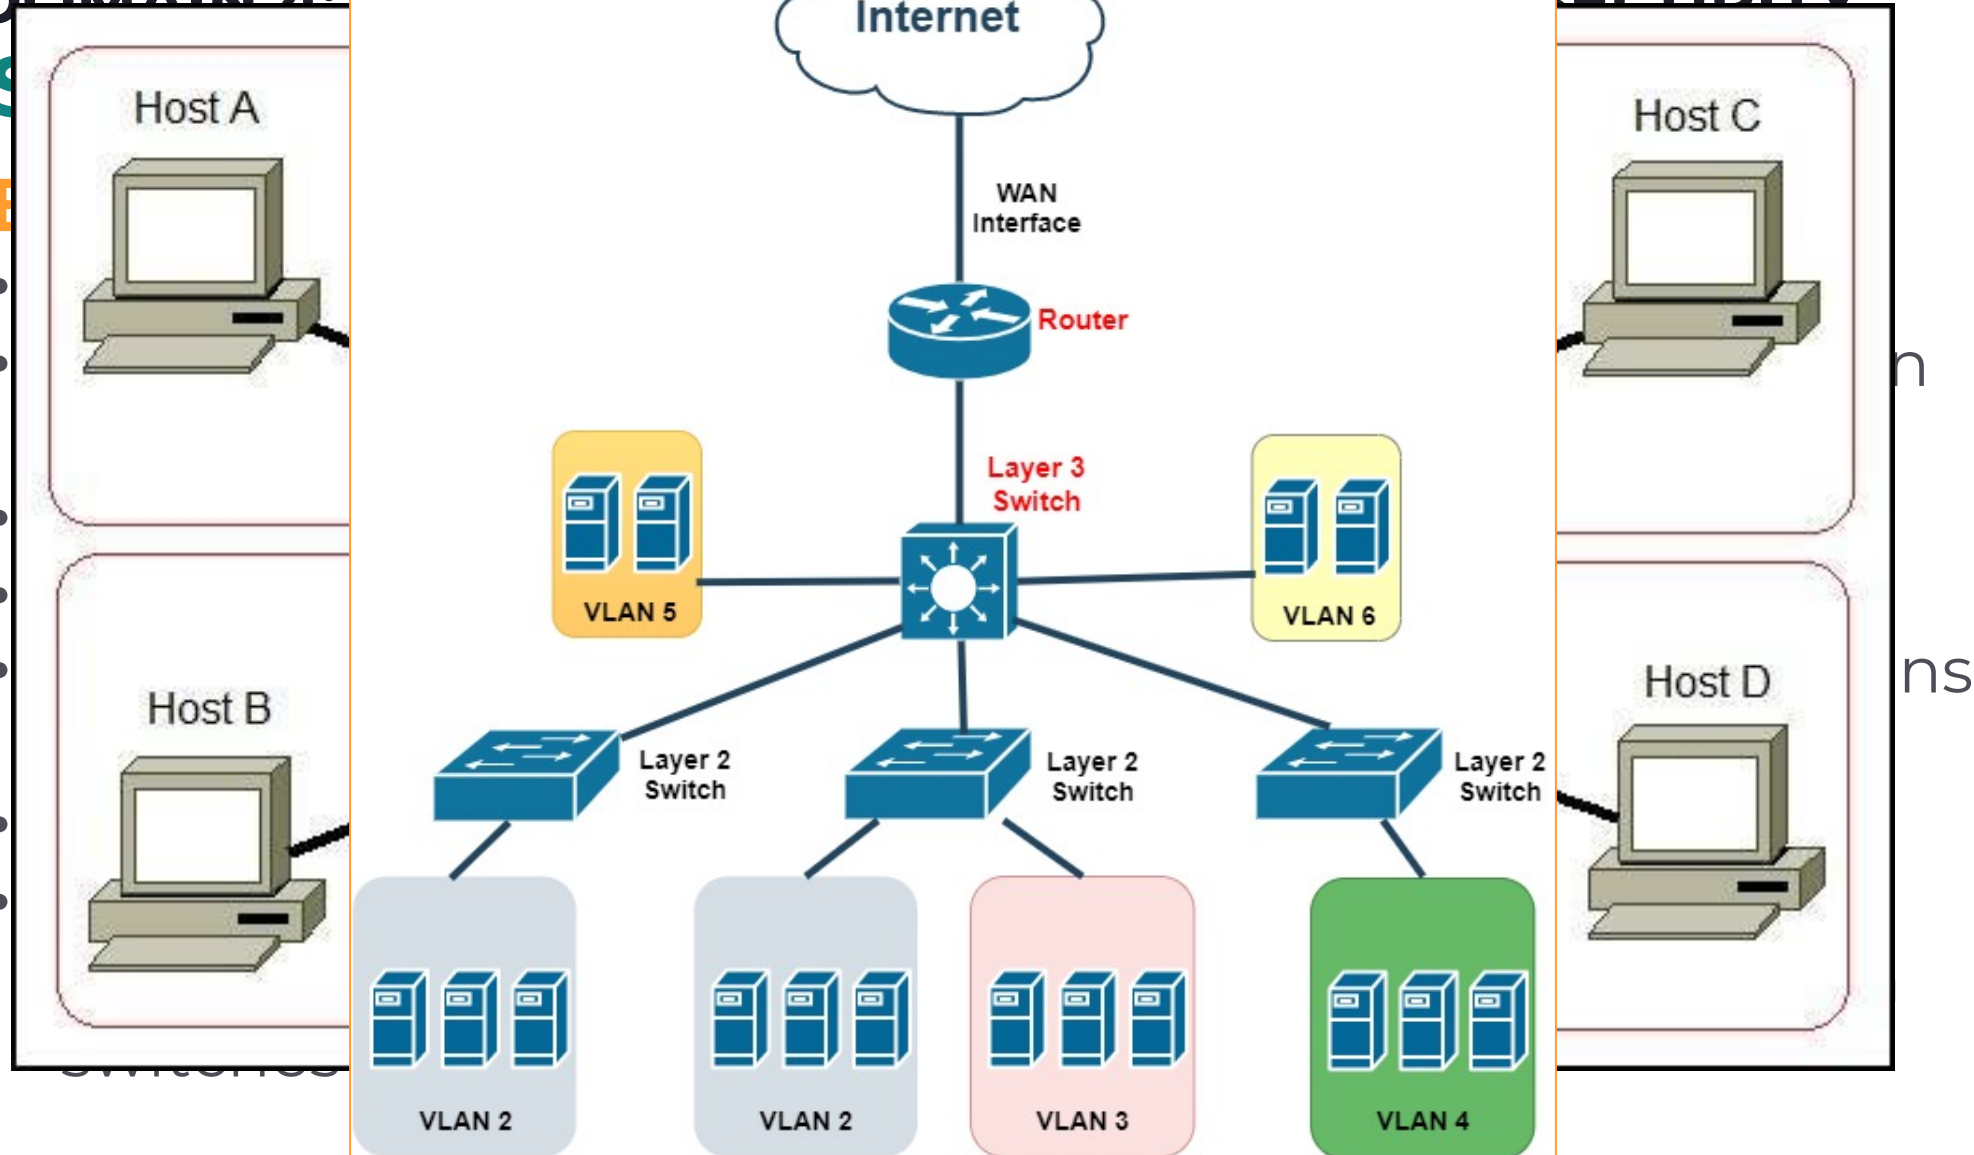 Internet
Host A
Host C
WAN
Interface
Router
n
Layer 3
Switch
VLAN 5
VLAN 6
ns
Host B
Host D
Layer 2
Switch
Layer 2
Switch
Layer 2
Switch
switches
VLAN 2
VLAN 2
VLAN 3
VLAN 4